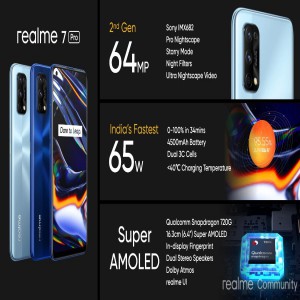 realme 7 Pro
Dare to Leap
realme
2nd Gen
64MP
Sony IMX682
Pro Nightscape
Starry Mode
Night Filters
Ultra Nightscape Video
India's Fastest
65W
0-100% in 34mins
4500mAh Battery
Dual 3C Cells
<40℃ Charging Temperature
Super
AMOLED
Qualcomm Snapdragon 720G
16.3cm (6.4") Super AMOLED
In-display Fingerprint
Dual Stereo Speakers
Dolby Atmos
realme UI
realme Community